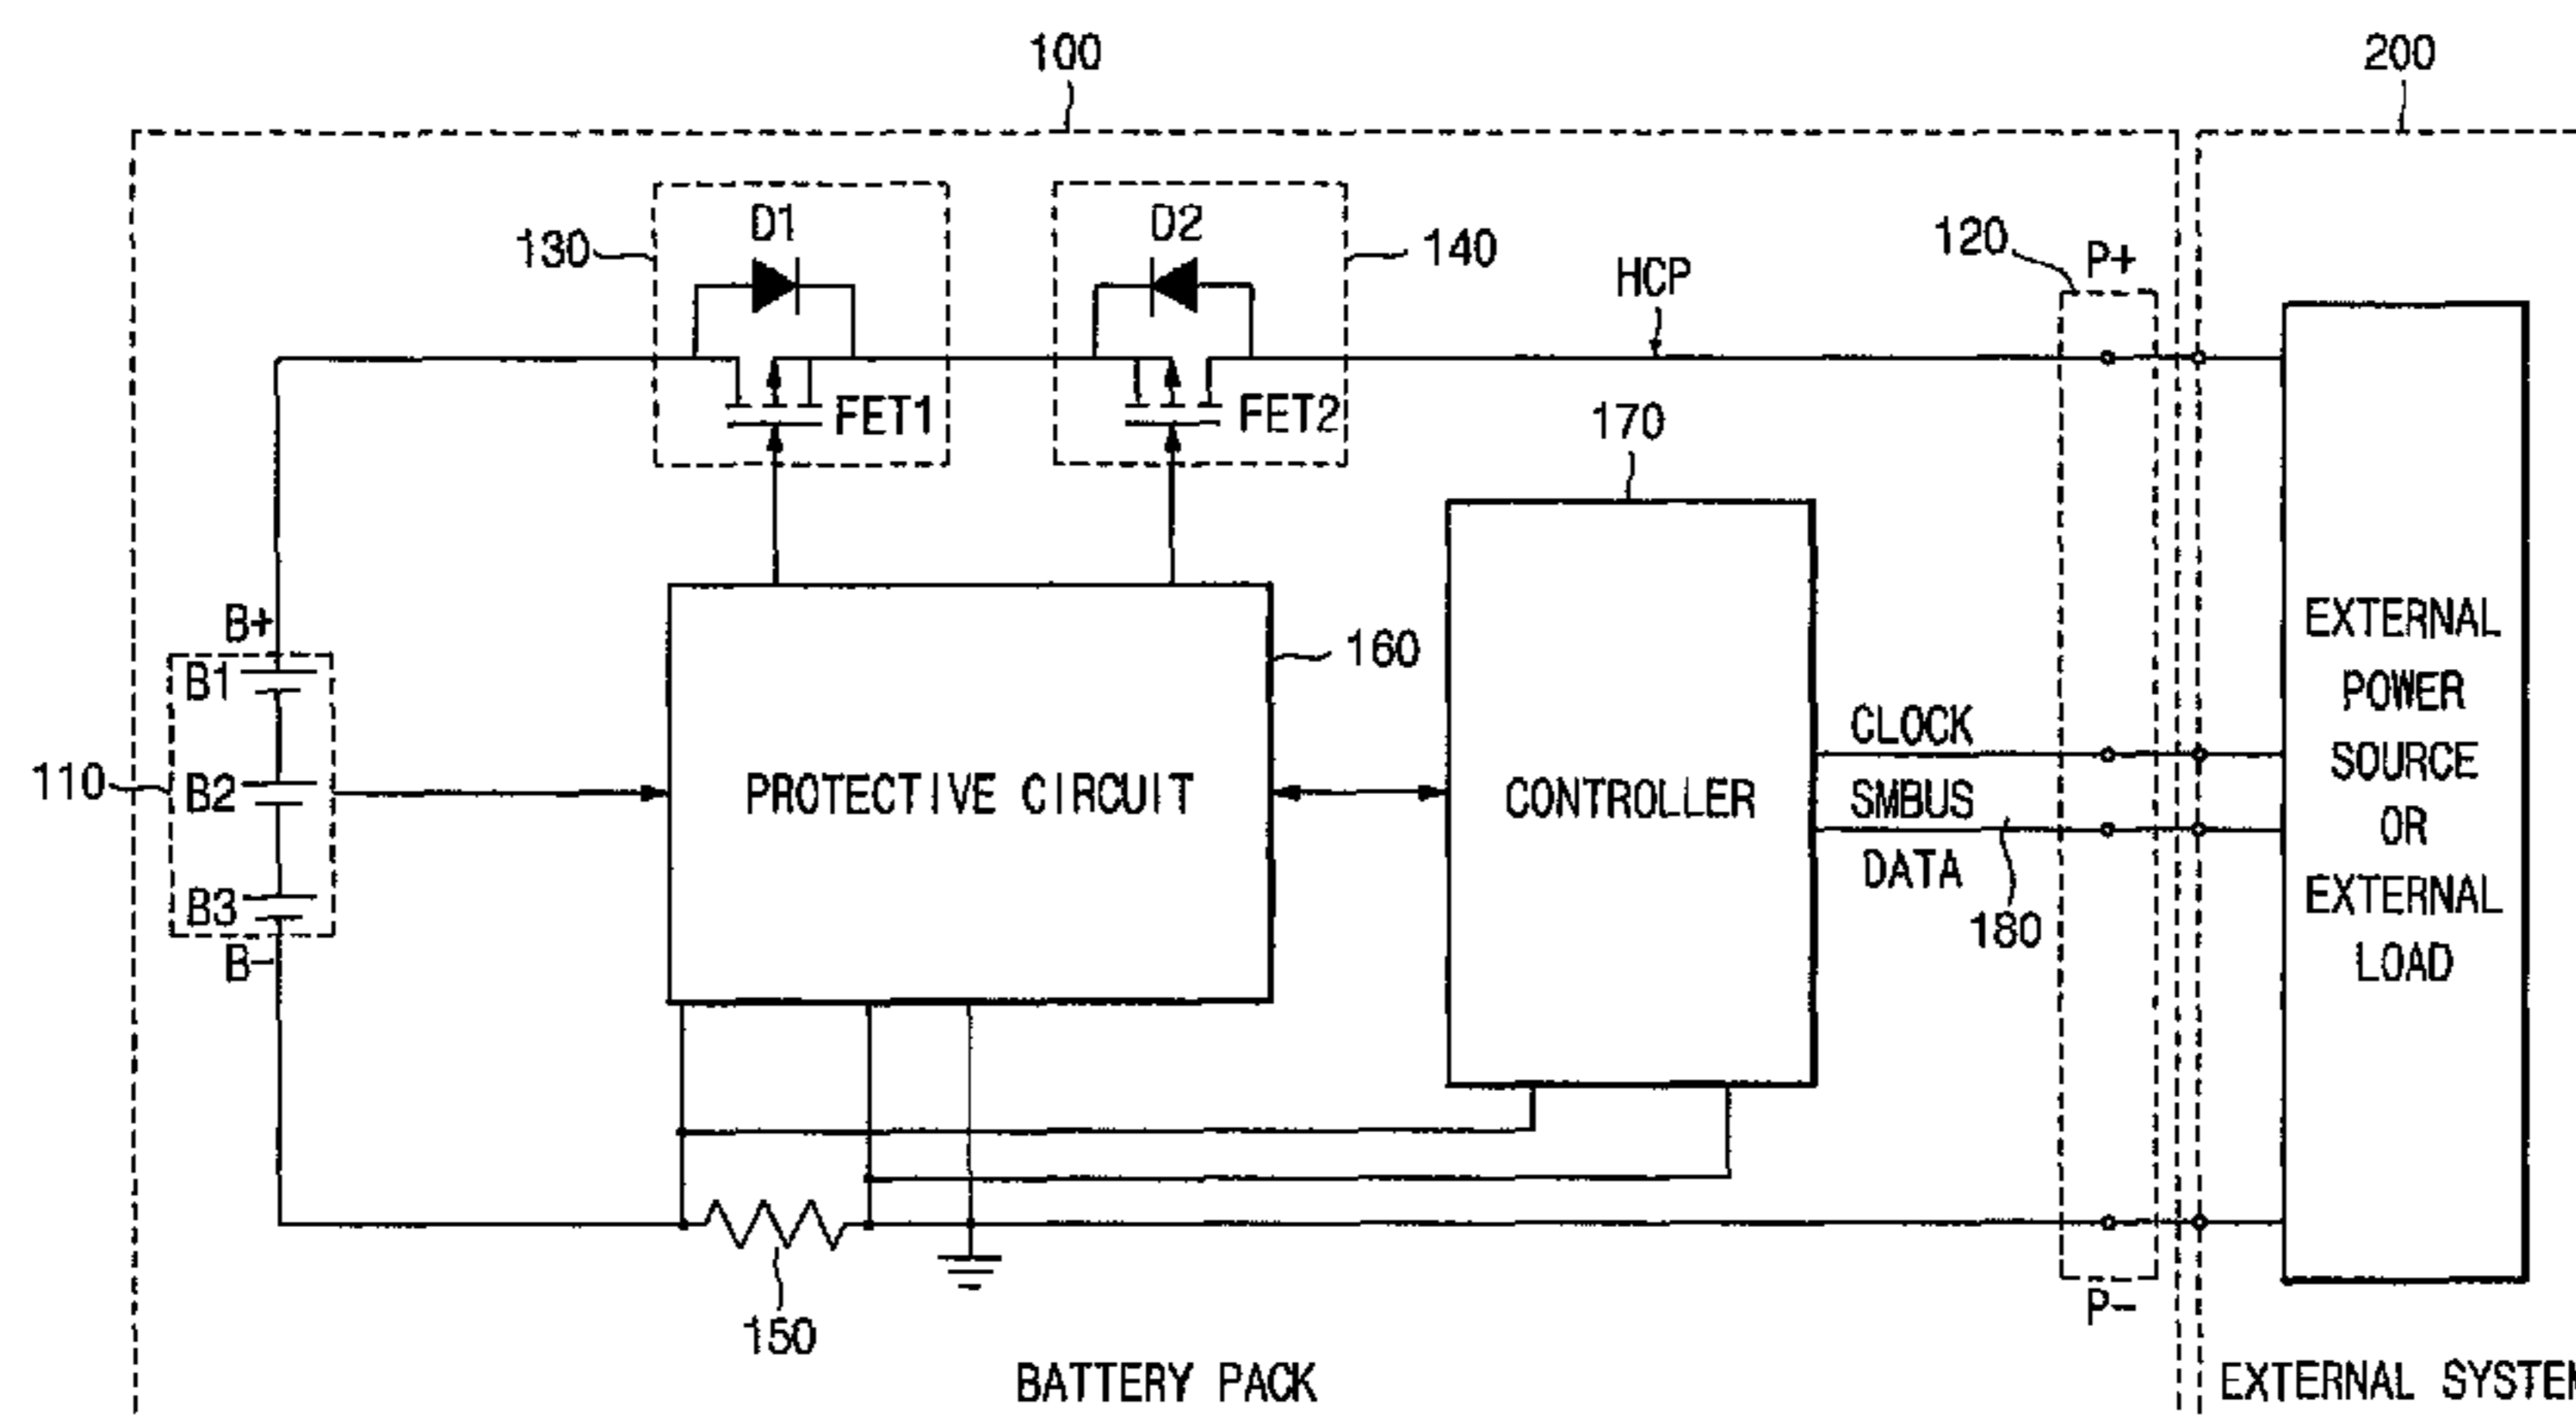 100
200
D1
D2
130
140
120
P+
HCP
FET1
FET2
170
B+
B1
160
EXTERNAL
POWER
SOURCE
OR
EXTERNAL
LOAD
CLOCK
110
B2
PROTECTIVE CIRCUIT
CONTROLLER
SMBUS
DATA
B3
180
B-
P-
150
BATTERY PACK
EXTERNAL SYSTEM